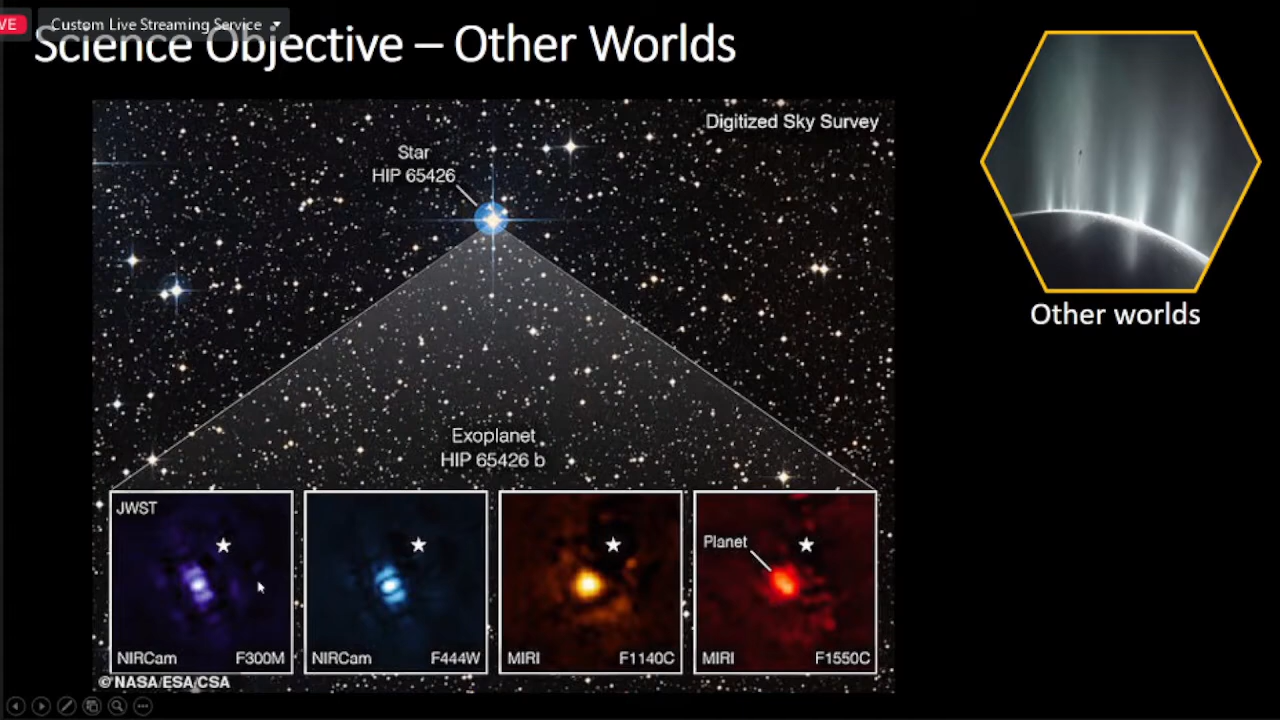 VE
Custom Live Streaming Service
Science Objective – Other Worlds
Digitized Sky Survey
Star
HIP 65426
Other worlds
Exoplanet
HIP 65426 b
JWST
Planet
NIRCam F300M
NIRCam F444W
MIRI F1140C
MIRI F1550C
©NASA/ESA/CSA